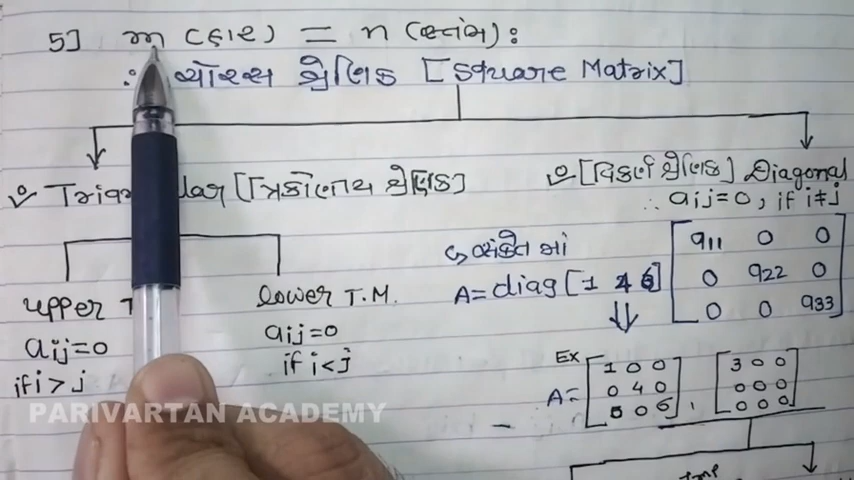 5] m (હાર) = n (સ્તંભ) :
∴ ચોરસ શ્રેણિક [Square Matrix]
[ત્રિકોણીય શ્રેણિક]
[વિકર્ણ શ્રેણિક] Diagonal
∴ aij=0, if i≠j
સંકેત માં
A= diag [1 4 6]
a11 0 0
0 a22 0
0 0 a33
upper
aij=0
if i > j
lower T.M.
aij=0
if i < j
Ex
A= [1 0 0
0 4 0
0 0 6] ,
[3 0 0
0 0 0
0 0 0]
PARIVARTAN ACADEMY